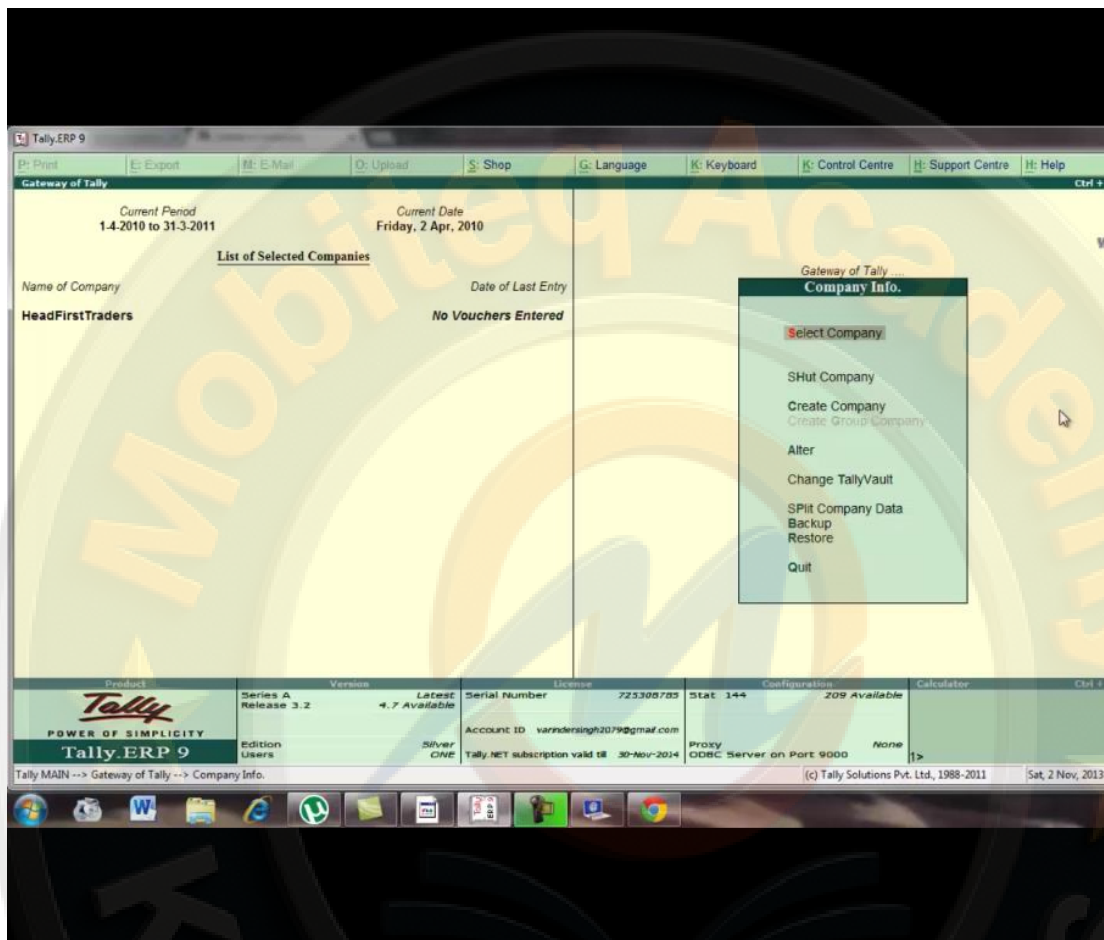 Tally.ERP 9
P: Print E: Export M: E-Mail O: Upload S: Shop G: Language K: Keyboard K: Control Centre H: Support Centre H: Help
Gateway of Tally Ctrl +
Current Period Current Date
1-4-2010 to 31-3-2011 Friday, 2 Apr, 2010
List of Selected Companies
Name of Company Date of Last Entry
HeadFirstTraders No Vouchers Entered
Gateway of Tally ....
Company Info.
Select Company
SHut Company
Create Company
Create Group Company
Alter
Change TallyVault
SPlit Company Data
Backup
Restore
Quit
Product Version License Configuration Calculator Ctrl +
Tally
POWER OF SIMPLICITY
Tally.ERP 9
Series A Latest
Release 3.2 4.7 Available
Edition Silver
Users ONE
Serial Number 725308785
Account ID varindersingh2079@gmail.com
Tally.NET subscription valid till 30-Nov-2014
Stat 144 209 Available
Proxy None
ODBC Server on Port 9000
1>
Tally MAIN --> Gateway of Tally --> Company Info. (c) Tally Solutions Pvt. Ltd., 1988-2011 Sat, 2 Nov, 2013
Mobiteq Academy